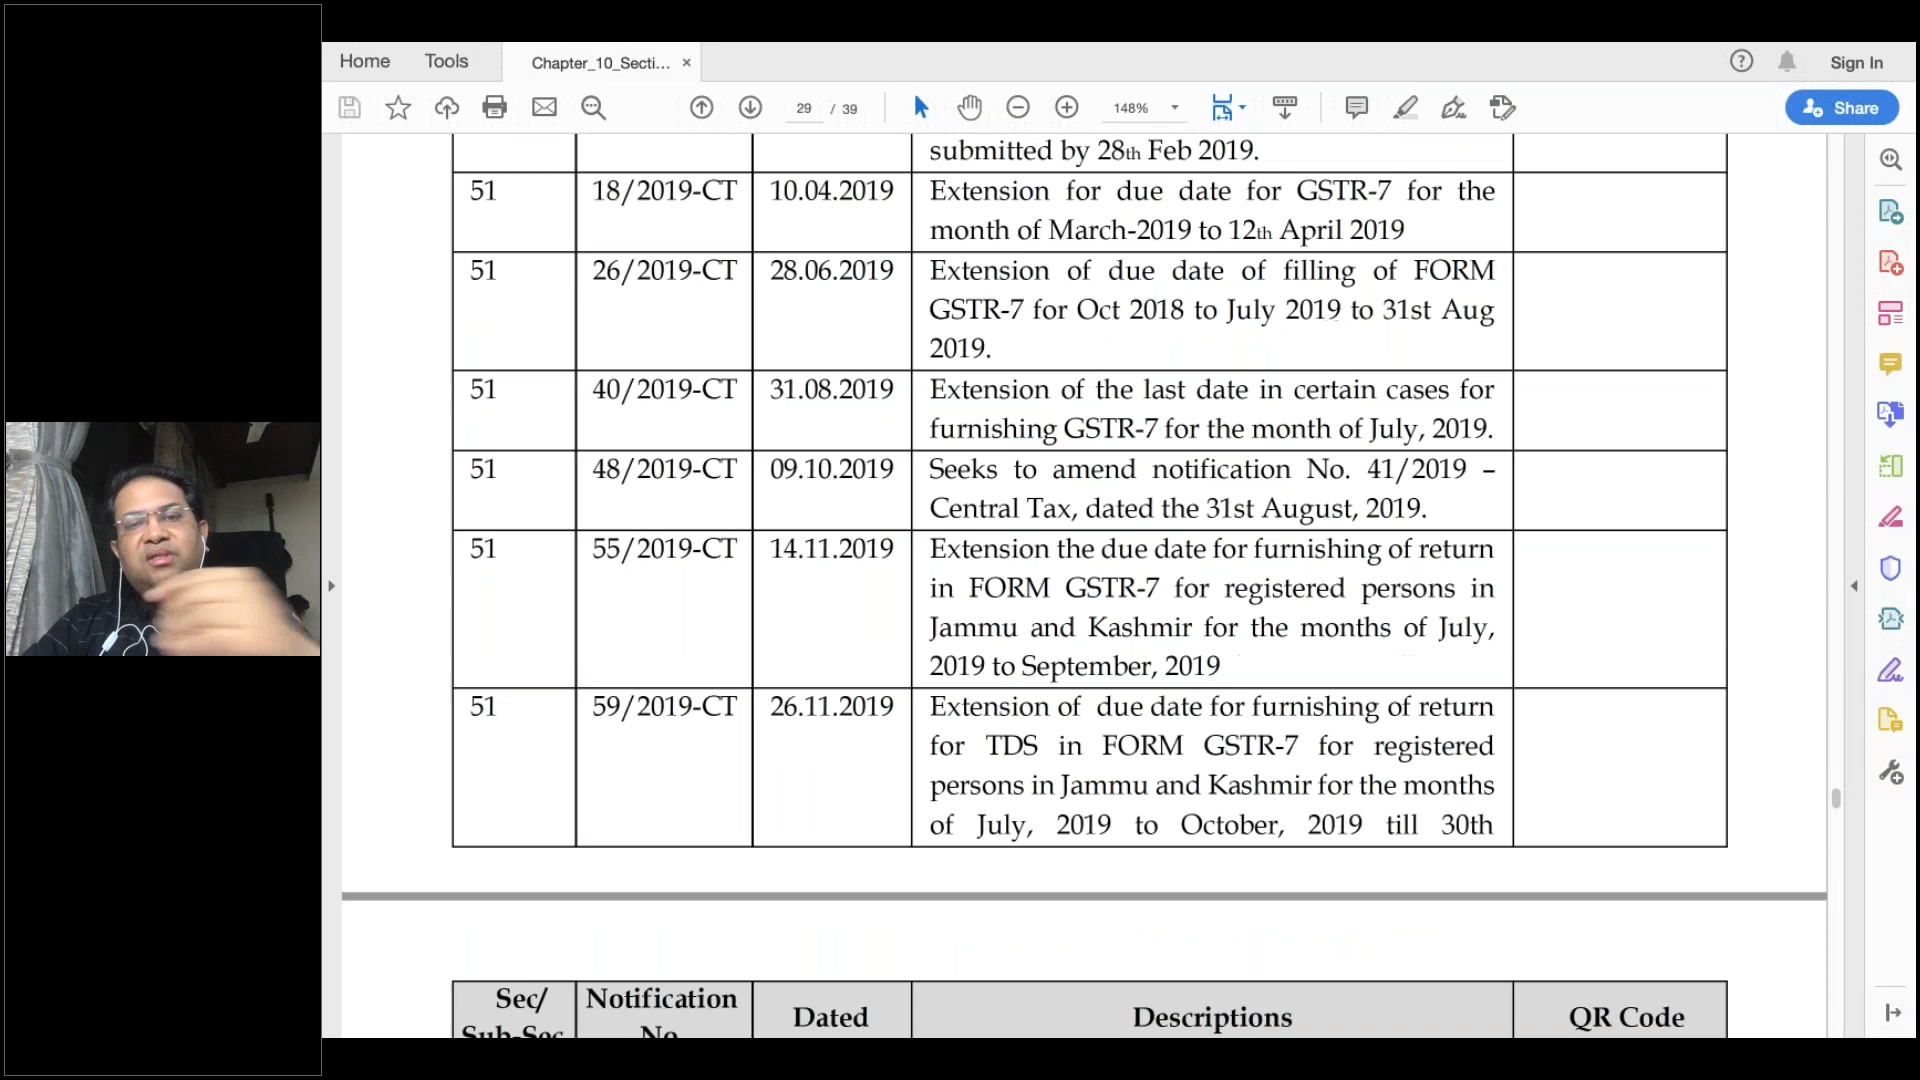 Home
Tools
Chapter_10_Secti... ×
Sign In
29 / 39
148%
Share
submitted by 28th Feb 2019.
51 18/2019-CT 10.04.2019 Extension for due date for GSTR-7 for the
month of March-2019 to 12th April 2019
51 26/2019-CT 28.06.2019 Extension of due date of filling of FORM
GSTR-7 for Oct 2018 to July 2019 to 31st Aug
2019.
51 40/2019-CT 31.08.2019 Extension of the last date in certain cases for
furnishing GSTR-7 for the month of July, 2019.
51 48/2019-CT 09.10.2019 Seeks to amend notification No. 41/2019 –
Central Tax, dated the 31st August, 2019.
51 55/2019-CT 14.11.2019 Extension the due date for furnishing of return
in FORM GSTR-7 for registered persons in
Jammu and Kashmir for the months of July,
2019 to September, 2019
51 59/2019-CT 26.11.2019 Extension of due date for furnishing of return
for TDS in FORM GSTR-7 for registered
persons in Jammu and Kashmir for the months
of July, 2019 to October, 2019 till 30th
Sec/ Notification
Dated Descriptions QR Code
Sub-Sec No.